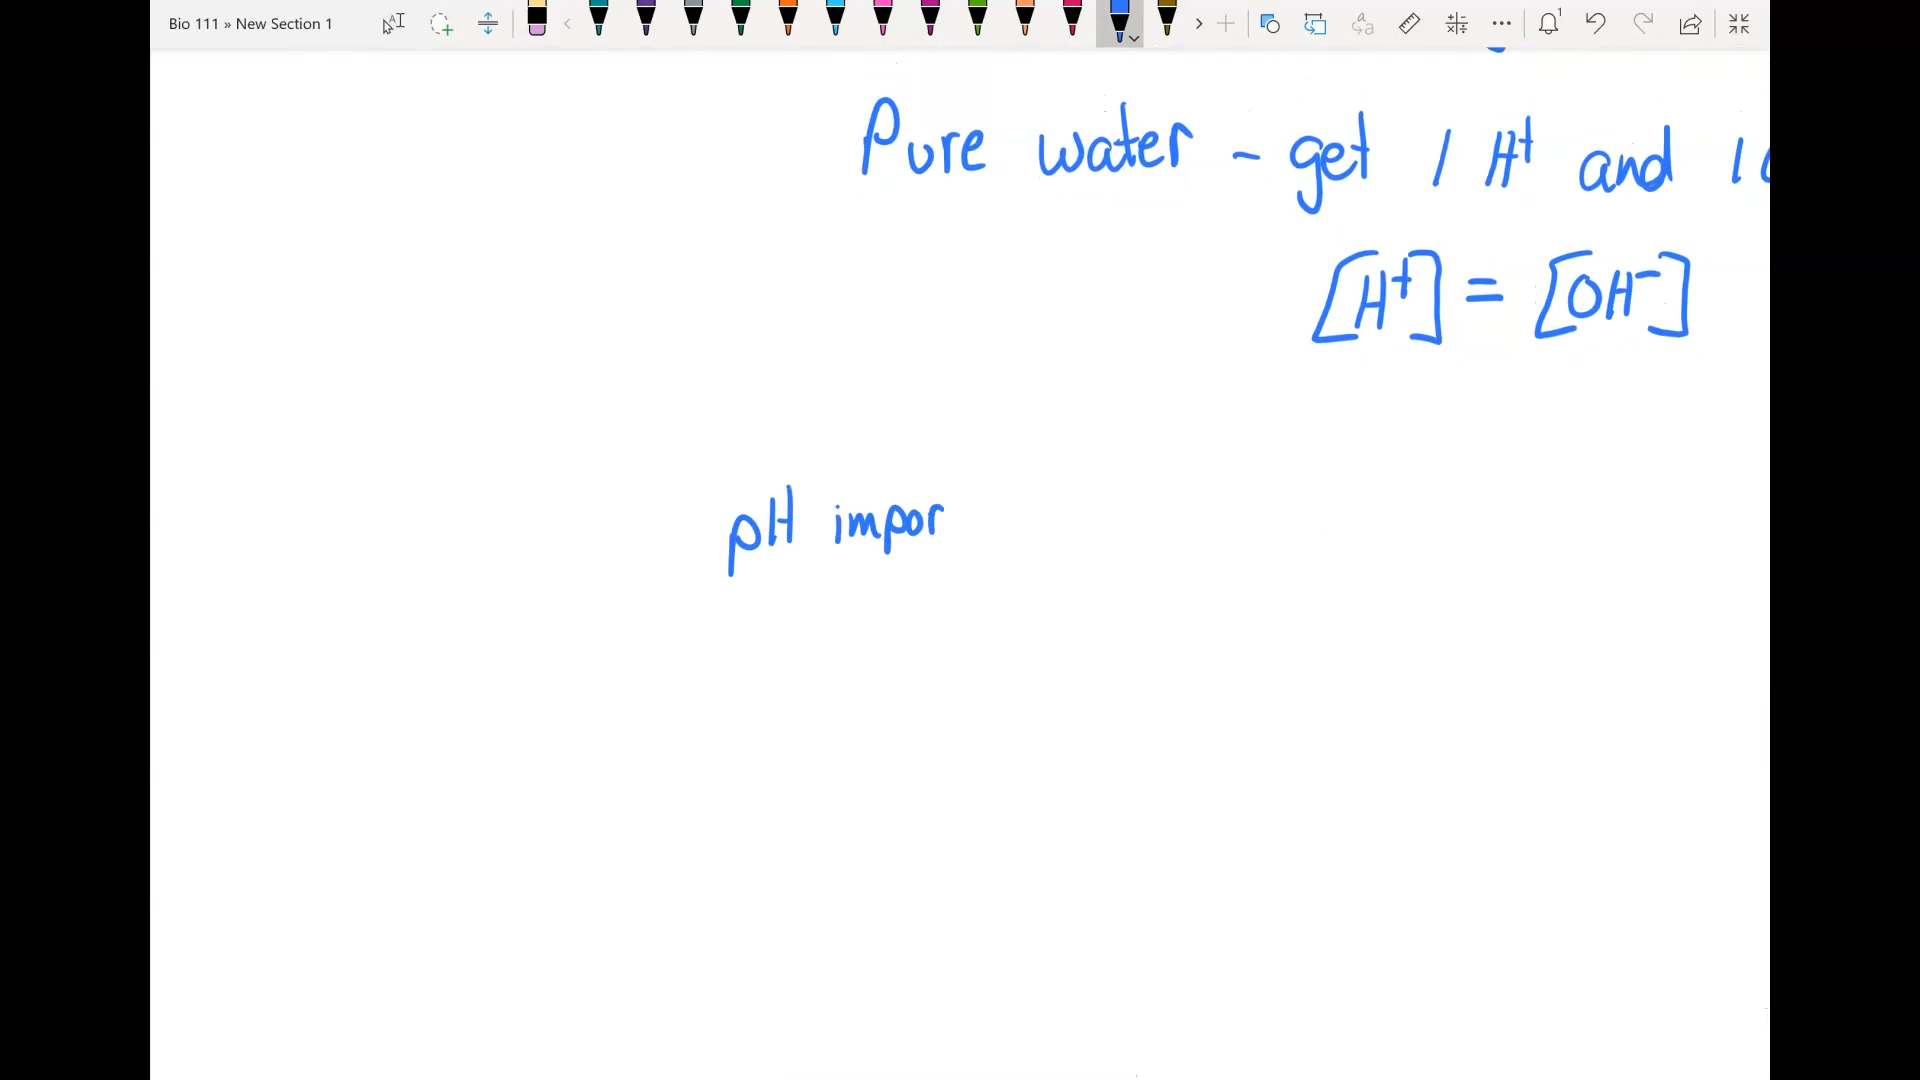 Bio 111 » New Section 1
Pure water - get 1 H⁺ and 1
[H⁺] = [OH⁻]
pH impor